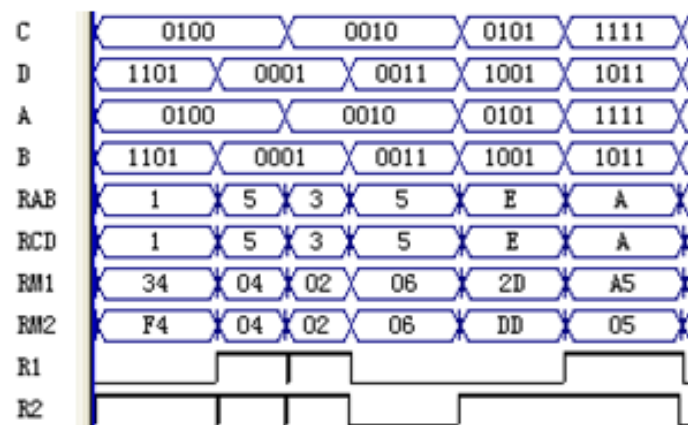 C 0100 0010 0101 1111
D 1101 0001 0011 1001 1011
A 0100 0010 0101 1111
B 1101 0001 0011 1001 1011
RAB 1 5 3 5 E A
RCD 1 5 3 5 E A
RM1 34 04 02 06 2D A5
RM2 F4 04 02 06 DD 05
R1
R2